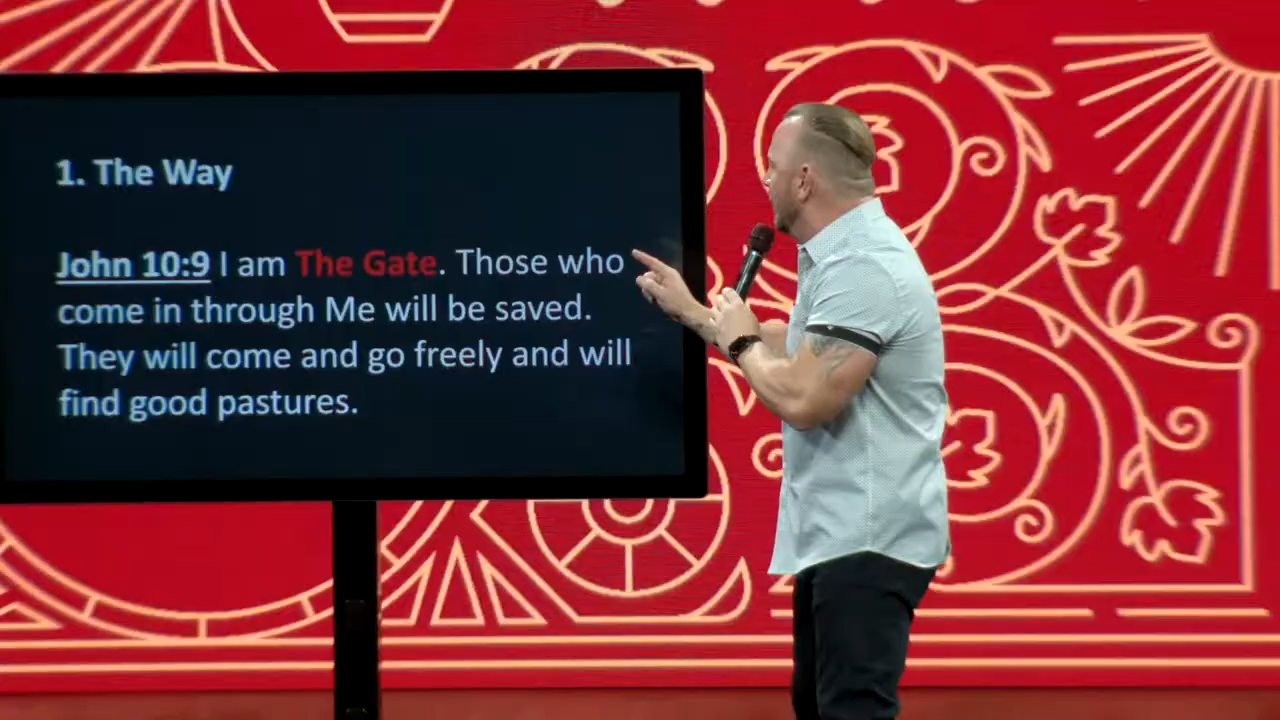 1. The Way
John 10:9 I am The Gate. Those who
come in through Me will be saved.
They will come and go freely and will
find good pastures.